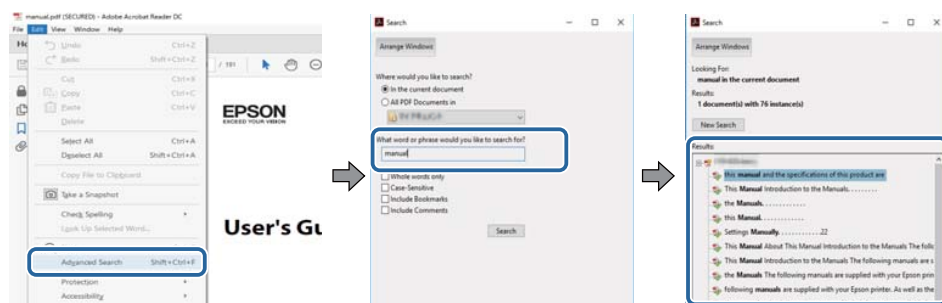 manual.pdf (SECURED) - Adobe Acrobat Reader DC
File Edit View Window Help
Undo Ctrl+Z
Redo Shift+Ctrl+Z
Cut Ctrl+X
Copy Ctrl+C
Paste Ctrl+V
Delete
Select All Ctrl+A
Deselect All Shift+Ctrl+A
Copy File to Clipboard
Take a Snapshot
Check Spelling
Look Up Selected Word...
Advanced Search Shift+Ctrl+F
Protection
Accessibility
/ 191
EPSON
EXCEED YOUR VISION
User's Gu
Search
Arrange Windows
Where would you like to search?
In the current document
All PDF Documents in
What word or phrase would you like to search for?
manual
Whole words only
Case-Sensitive
Include Bookmarks
Include Comments
Search
Search
Arrange Windows
Looking For:
manual in the current document
Results:
1 document(s) with 76 instance(s)
New Search
Results:
this manual and the specifications of this product are
This Manual Introduction to the Manuals.........
the Manuals.............
this Manual.............
Settings Manually............22
This Manual About This Manual Introduction to the Manuals The follo
This Manual Introduction to the Manuals The following manuals are s
the Manuals The following manuals are supplied with your Epson prin
following manuals are supplied with your Epson printer. As well as the